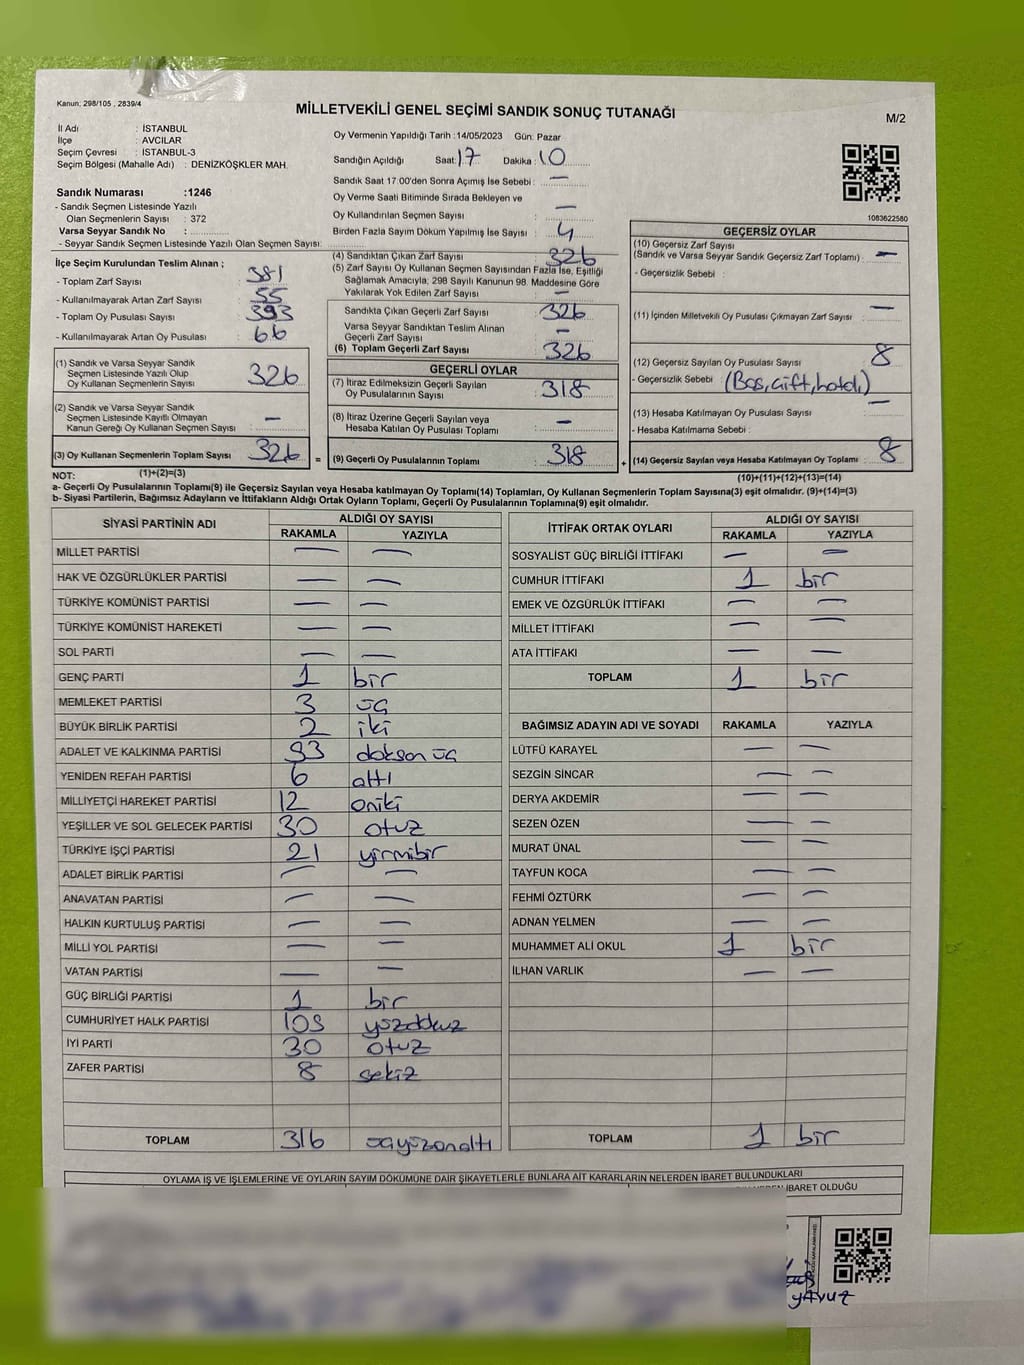 Kanun; 298/105 , 2839/4
MİLLETVEKİLİ GENEL SEÇİMİ SANDIK SONUÇ TUTANAĞI
M/2
İl Adı : İSTANBUL
İlçe : AVCILAR
Seçim Çevresi : İSTANBUL-3
Seçim Bölgesi (Mahalle Adı) : DENİZKÖŞKLER MAH.
Sandık Numarası :1246
- Sandık Seçmen Listesinde Yazılı
Olan Seçmenlerin Sayısı : 372
Varsa Seyyar Sandık No :
- Seyyar Sandık Seçmen Listesinde Yazılı Olan Seçmen Sayısı:
Oy Vermenin Yapıldığı Tarih :14/05/2023 Gün: Pazar
Sandığın Açıldığı Saat: 17 Dakika : 10
Sandık Saat 17.00'den Sonra Açımış İse Sebebi : —
Oy Verme Saati Bitiminde Sırada Bekleyen ve
Oy Kullandırılan Seçmen Sayısı : —
Birden Fazla Sayım Döküm Yapılmış İse Sayısı : 4
1083622580
İlçe Seçim Kurulundan Teslim Alınan ;
- Toplam Zarf Sayısı : 381
- Kullanılmayarak Artan Zarf Sayısı : 55
- Toplam Oy Pusulası Sayısı : 393
- Kullanılmayarak Artan Oy Pusulası : 66
(1) Sandık ve Varsa Seyyar Sandık
Seçmen Listesinde Yazılı Olup
Oy Kullanan Seçmenlerin Sayısı : 326
(2) Sandık ve Varsa Seyyar Sandık
Seçmen Listesinde Kayıtlı Olmayan
Kanun Gereği Oy Kullanan Seçmen Sayısı : —
(3) Oy Kullanan Seçmenlerin Toplam Sayısı : 326
(1)+(2)=(3)
(4) Sandıktan Çıkan Zarf Sayısı : 326
(5) Zarf Sayısı Oy Kullanan Seçmen Sayısından Fazla İse, Eşitliği
Sağlamak Amacıyla; 298 Sayılı Kanunun 98. Maddesine Göre
Yakılarak Yok Edilen Zarf Sayısı : —
Sandıkta Çıkan Geçerli Zarf Sayısı : 326
Varsa Seyyar Sandıktan Teslim Alınan
Geçerli Zarf Sayısı : —
(6) Toplam Geçerli Zarf Sayısı : 326
GEÇERLİ OYLAR
(7) İtiraz Edilmeksizin Geçerli Sayılan
Oy Pusulalarının Sayısı : 318
(8) İtiraz Üzerine Geçerli Sayılan veya
Hesaba Katılan Oy Pusulası Toplamı : —
= (9) Geçerli Oy Pusulalarının Toplamı : 318
GEÇERSİZ OYLAR
(10) Geçersiz Zarf Sayısı
(Sandık ve Varsa Seyyar Sandık Geçersiz Zarf Toplamı) : —
- Geçersizlik Sebebi :
(11) İçinden Milletvekili Oy Pusulası Çıkmayan Zarf Sayısı : —
(12) Geçersiz Sayılan Oy Pusulası Sayısı : 8
- Geçersizlik Sebebi : (Boş, çift, hatalı)
(13) Hesaba Katılmayan Oy Pusulası Sayısı : —
- Hesaba Katılmama Sebebi :
+ (14) Geçersiz Sayılan veya Hesaba Katılmayan Oy Toplamı : 8
(10)+(11)+(12)+(13)=(14)
NOT:
a- Geçerli Oy Pusulalarının Toplamı(9) ile Geçersiz Sayılan veya Hesaba katılmayan Oy Toplamı(14) Toplamları, Oy Kullanan Seçmenlerin Toplam Sayısına(3) eşit olmalıdır. (9)+(14)=(3)
b- Siyasi Partilerin, Bağımsız Adayların ve İttifakların Aldığı Oyların Toplamı, Geçerli Oy Pusulalarının Toplamına(9) eşit olmalıdır.
SİYASİ PARTİNİN ADI ALDIĞI OY SAYISI
RAKAMLA YAZIYLA
MİLLET PARTİSİ — —
HAK VE ÖZGÜRLÜKLER PARTİSİ — —
TÜRKİYE KOMÜNİST PARTİSİ — —
TÜRKİYE KOMÜNİST HAREKETİ — —
SOL PARTİ — —
GENÇ PARTİ 1 bir
MEMLEKET PARTİSİ 3 üç
BÜYÜK BİRLİK PARTİSİ 2 iki
ADALET VE KALKINMA PARTİSİ 93 doksan üç
YENİDEN REFAH PARTİSİ 6 altı
MİLLİYETÇİ HAREKET PARTİSİ 12 oniki
YEŞİLLER VE SOL GELECEK PARTİSİ 30 otuz
TÜRKİYE İŞÇİ PARTİSİ 21 yirmibir
ADALET BİRLİK PARTİSİ — —
ANAVATAN PARTİSİ — —
HALKIN KURTULUŞ PARTİSİ — —
MİLLİ YOL PARTİSİ — —
VATAN PARTİSİ — —
GÜÇ BİRLİĞİ PARTİSİ 1 bir
CUMHURİYET HALK PARTİSİ 109 yüzdokuz
İYİ PARTİ 30 otuz
ZAFER PARTİSİ 8 sekiz
TOPLAM 316 üçyüzonaltı
İTTİFAK ORTAK OYLARI ALDIĞI OY SAYISI
RAKAMLA YAZIYLA
SOSYALİST GÜÇ BİRLİĞİ İTTİFAKI — —
CUMHUR İTTİFAKI 1 bir
EMEK VE ÖZGÜRLÜK İTTİFAKI — —
MİLLET İTTİFAKI — —
ATA İTTİFAKI — —
TOPLAM 1 bir
BAĞIMSIZ ADAYIN ADI VE SOYADI RAKAMLA YAZIYLA
LÜTFÜ KARAYEL — —
SEZGİN SİNCAR — —
DERYA AKDEMİR — —
SEZEN ÖZEN — —
MURAT ÜNAL — —
TAYFUN KOCA — —
FEHMİ ÖZTÜRK — —
ADNAN YELMEN — —
MUHAMMET ALİ OKUL 1 bir
İLHAN VARLIK — —
TOPLAM 1 bir
OYLAMA İŞ VE İŞLEMLERİNE VE OYLARIN SAYIM DÖKÜMÜNE DAİR ŞİKAYETLERLE BUNLARA AİT KARARLARIN NELERDEN İBARET BULUNDUKLARI
İBARET OLDUĞU
yavuz